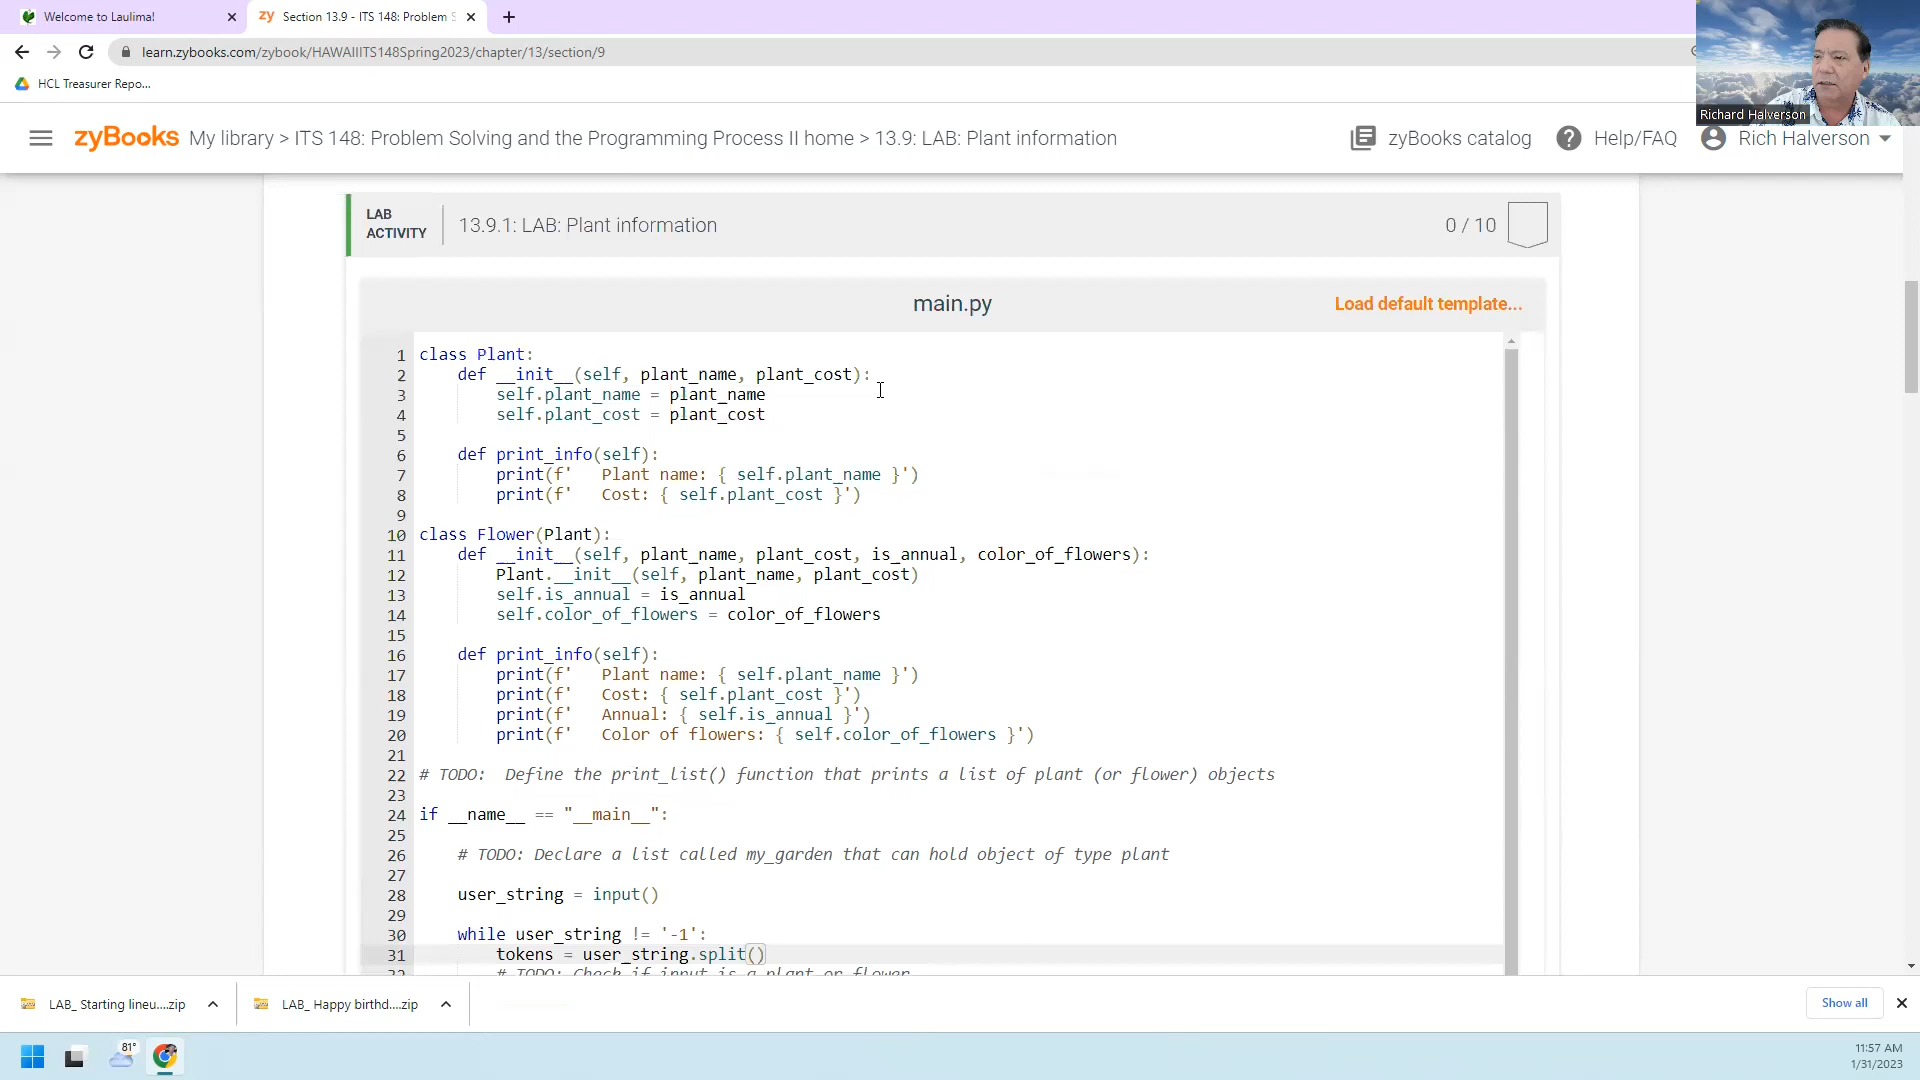 Welcome to Laulima!
zy Section 13.9 - ITS 148: Problem S
learn.zybooks.com/zybook/HAWAIIITS148Spring2023/chapter/13/section/9
HCL Treasurer Repo...
Richard Halverson
zyBooks My library > ITS 148: Problem Solving and the Programming Process II home > 13.9: LAB: Plant information
zyBooks catalog
Help/FAQ
Rich Halverson
LAB ACTIVITY
13.9.1: LAB: Plant information
0 / 10
main.py
Load default template...
1 class Plant:
2     def __init__(self, plant_name, plant_cost):
3         self.plant_name = plant_name
4         self.plant_cost = plant_cost
5
6     def print_info(self):
7         print(f'   Plant name: { self.plant_name }')
8         print(f'   Cost: { self.plant_cost }')
9
10 class Flower(Plant):
11     def __init__(self, plant_name, plant_cost, is_annual, color_of_flowers):
12         Plant.__init__(self, plant_name, plant_cost)
13         self.is_annual = is_annual
14         self.color_of_flowers = color_of_flowers
15
16     def print_info(self):
17         print(f'   Plant name: { self.plant_name }')
18         print(f'   Cost: { self.plant_cost }')
19         print(f'   Annual: { self.is_annual }')
20         print(f'   Color of flowers: { self.color_of_flowers }')
21
22 # TODO:  Define the print_list() function that prints a list of plant (or flower) objects
23
24 if __name__ == "__main__":
25
26     # TODO: Declare a list called my_garden that can hold object of type plant
27
28     user_string = input()
29
30     while user_string != '-1':
31         tokens = user_string.split()
32         # TODO: Check if input is a plant or flower
LAB_ Starting lineu....zip
LAB_ Happy birthd....zip
Show all
81°
11:57 AM
1/31/2023